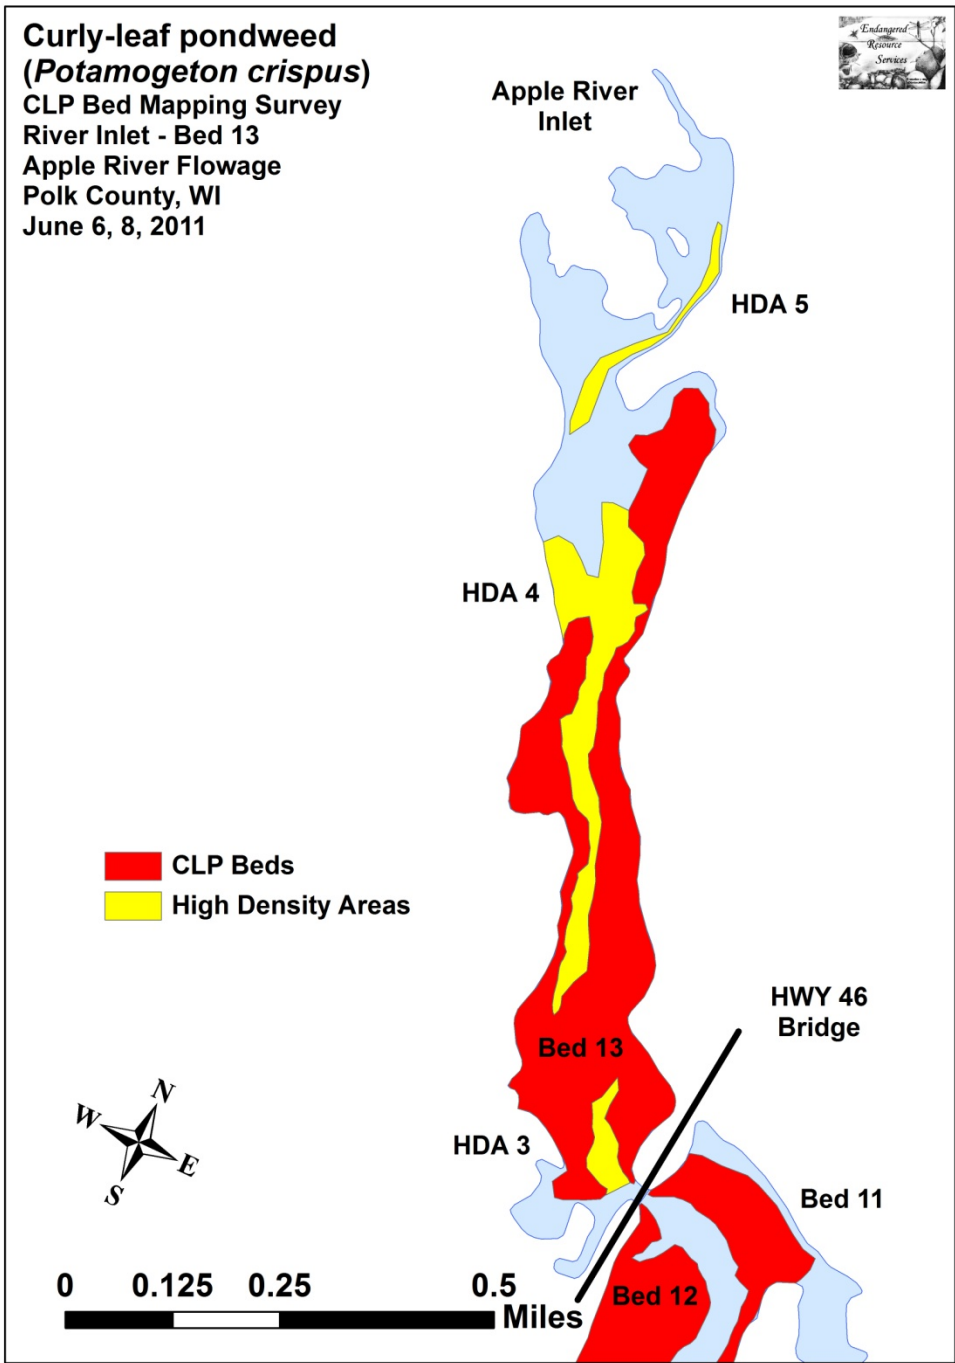 Curly-leaf pondweed
(Potamogeton crispus)
CLP Bed Mapping Survey
River Inlet - Bed 13
Apple River Flowage
Polk County, WI
June 6, 8, 2011
Endangered
Resource
Services
Apple River
Inlet
HDA 5
HDA 4
CLP Beds
High Density Areas
HWY 46
Bridge
Bed 13
HDA 3
N
W
E
S
Bed 11
Bed 12
0 0.125 0.25 0.5
Miles